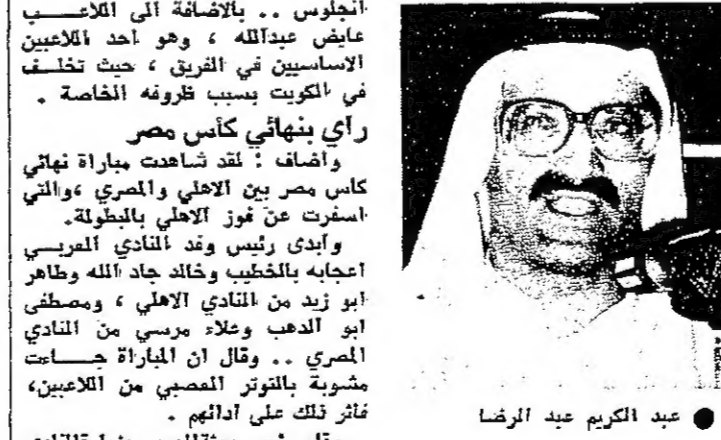 انجلوس .. بالاضافة الى اللاعب
عايض عبدالله ، وهو احد اللاعبين
الاساسيين في الفريق ، حيث تخلف
في الكويت بسبب ظروفه الخاصة .
رأي بنهائي كأس مصر
واضاف : لقد شاهدت مباراة نهائي
كاس مصر بين الاهلي والمصري ،والتي
اسفرت عن فوز الاهلي بالبطولة.
وأبدى رئيس وفد النادي العربي
اعجابه بالخطيب وخالد جاد الله وطاهر
ابو زيد من النادي الاهلي ، ومصطفى
ابو الدهب وعلاء مرسي من النادي
المصري .. وقال ان المباراة جاءت
مشوبة بالتوتر العصبي من اللاعبين،
فاثر ذلك على ادائهم .
● عبد الكريم عبد الرضا